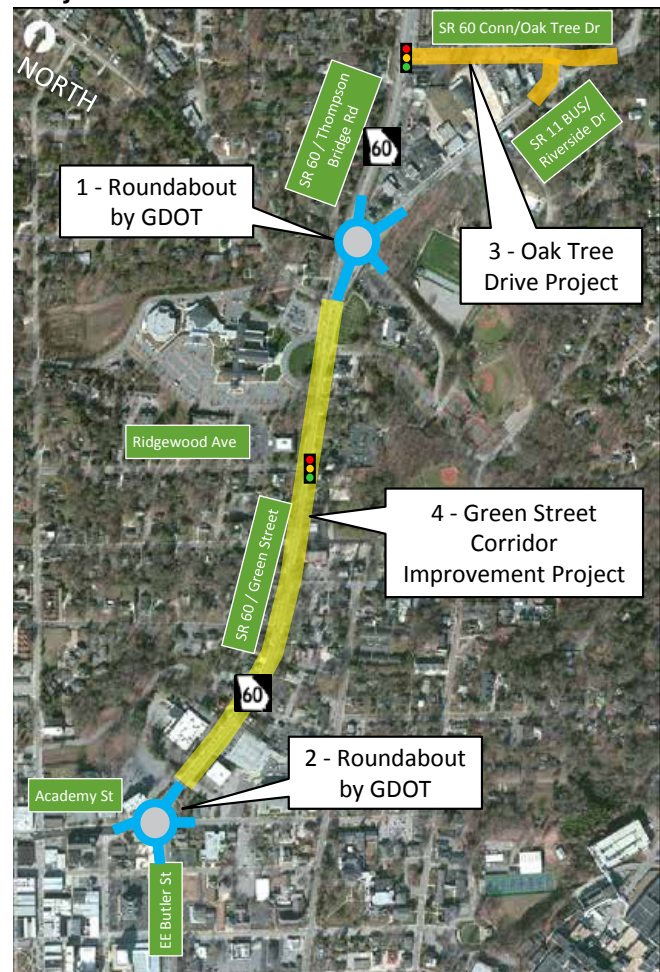 NORTH
SR 60 Conn/Oak Tree Dr
SR 60 / Thompson
Bridge Rd
60
SR 11 BUS/
Riverside Dr
1 - Roundabout
by GDOT
3 - Oak Tree
Drive Project
Ridgewood Ave
4 - Green Street
Corridor
Improvement Project
SR 60 / Green Street
60
2 - Roundabout
by GDOT
Academy St
EE Butler St